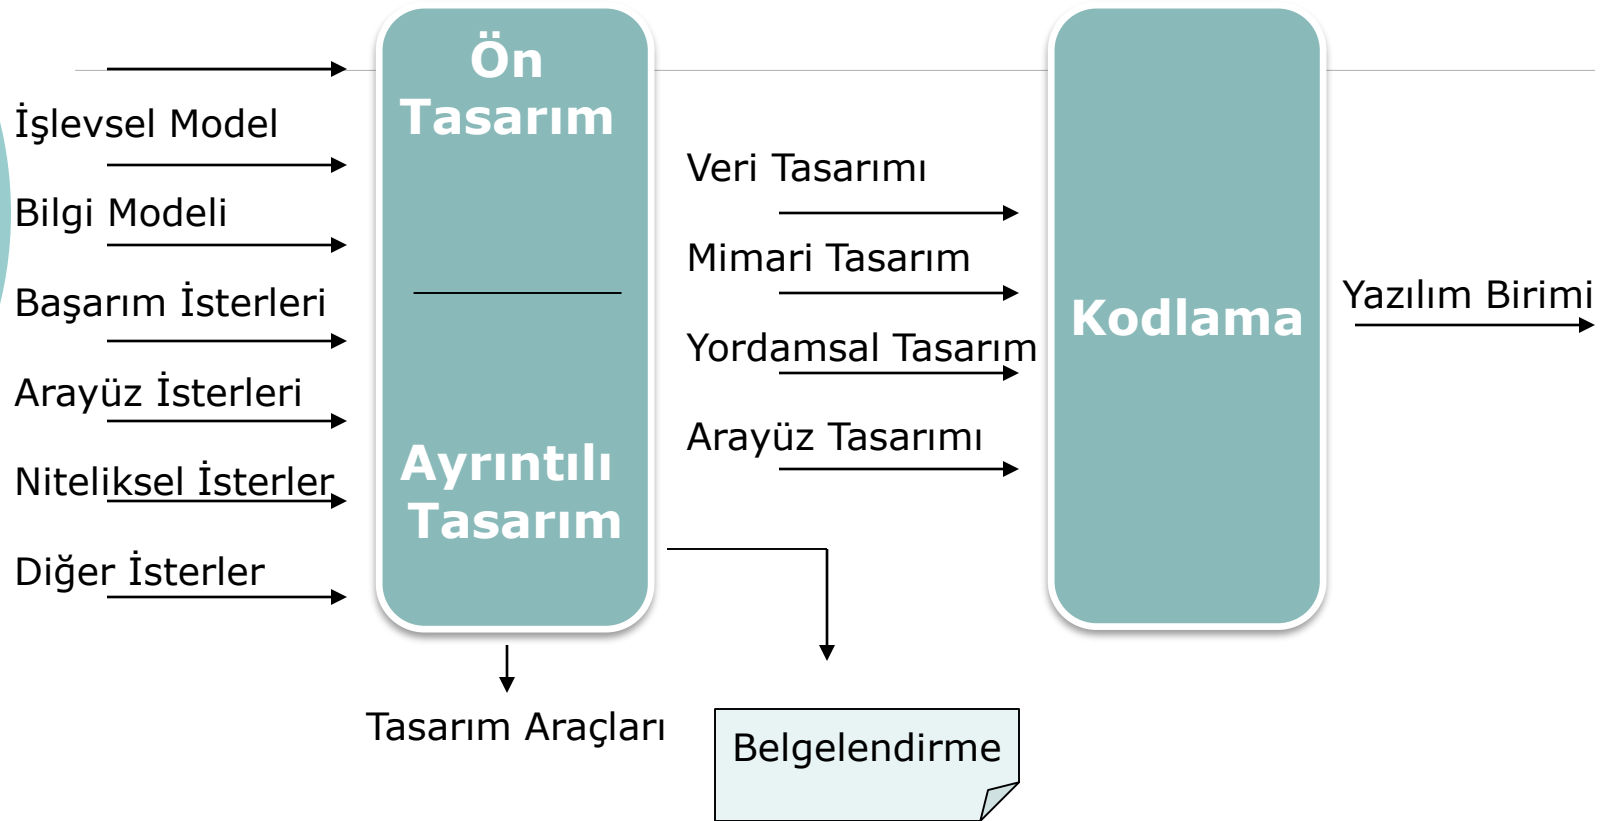 Ön
Tasarım
İşlevsel Model
Bilgi Modeli
Başarım İsterleri
Arayüz İsterleri
Niteliksel İsterler
Diğer İsterler
Ayrıntılı
Tasarım
Veri Tasarımı
Mimari Tasarım
Yordamsal Tasarım
Arayüz Tasarımı
Kodlama
Yazılım Birimi
Tasarım Araçları
Belgelendirme